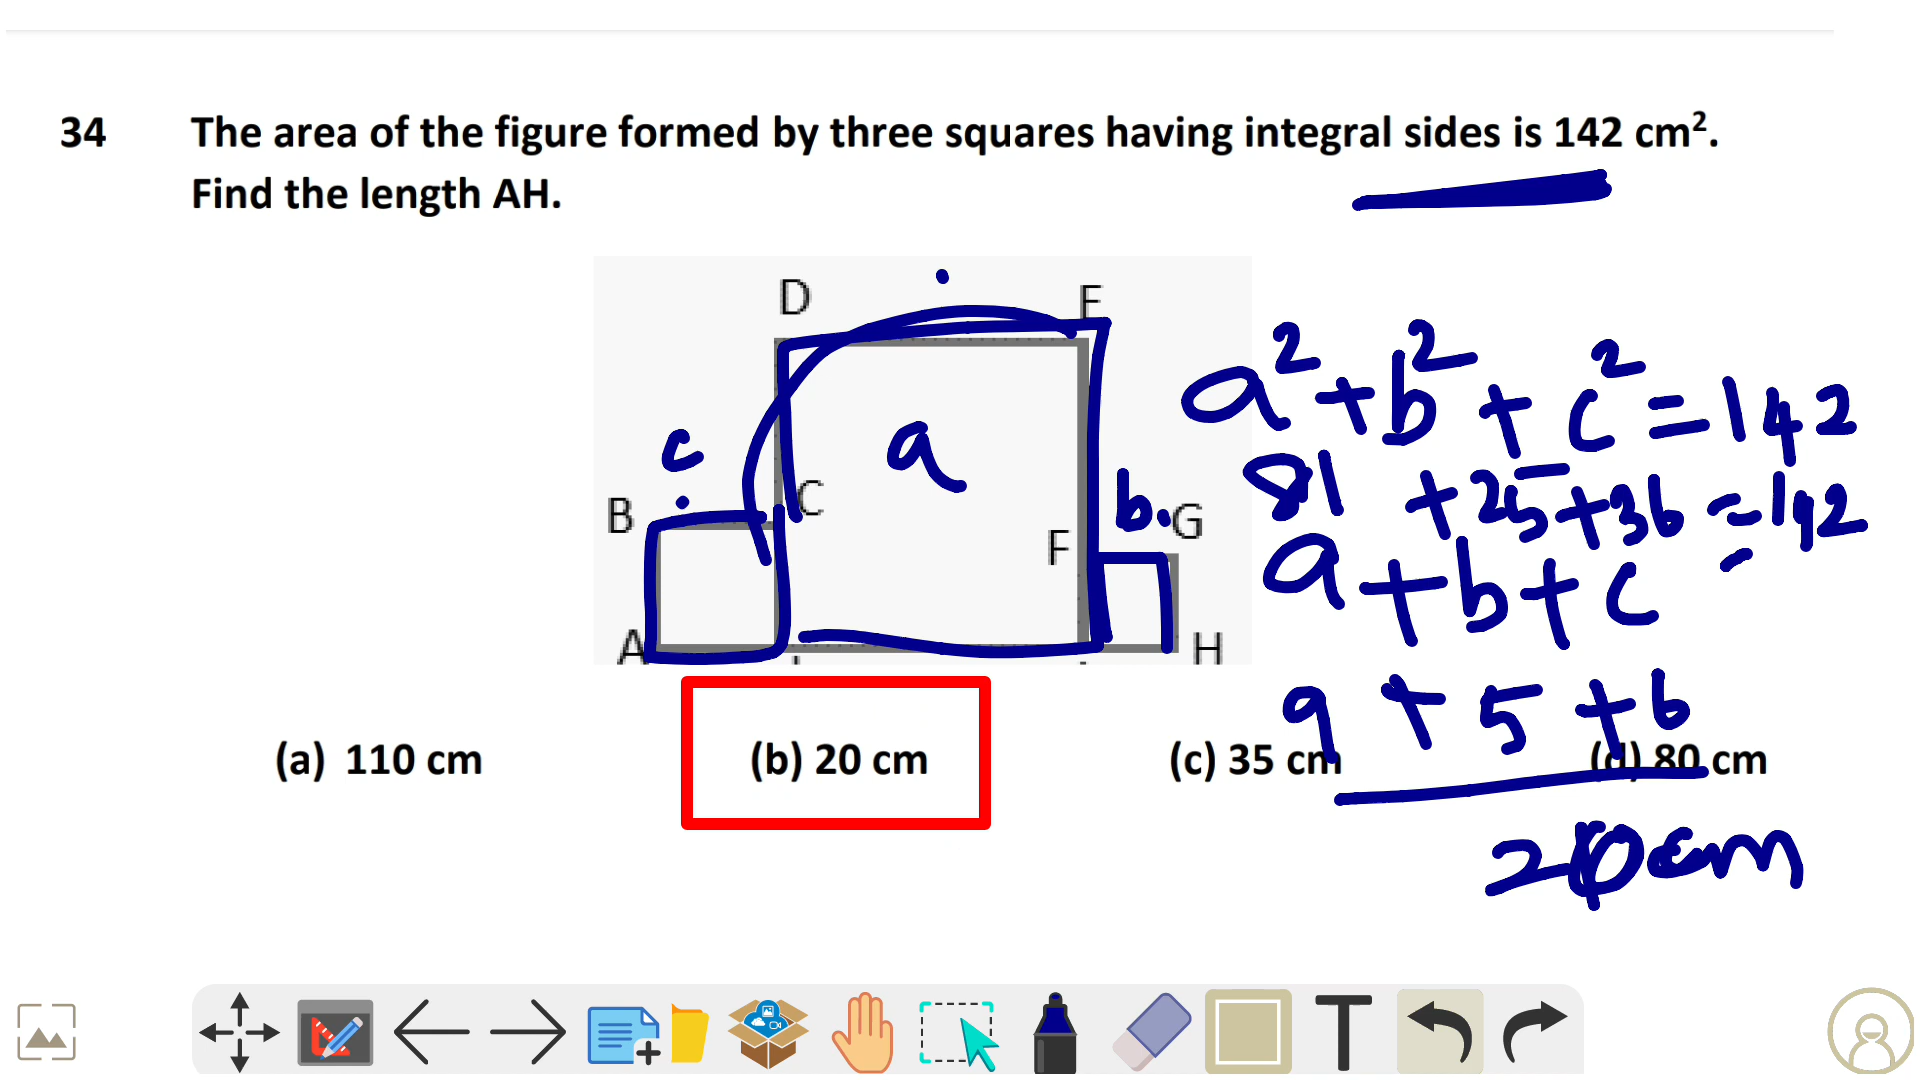 34 The area of the figure formed by three squares having integral sides is 142 cm².
Find the length AH.
D E
a² + b² + c² = 142
c a
B C b G
81 + 25 + 36 = 142
F
a + b + c
A H
9 + 5 + 6
(a) 110 cm (b) 20 cm (c) 35 cm (d) 80 cm
20 cm
T